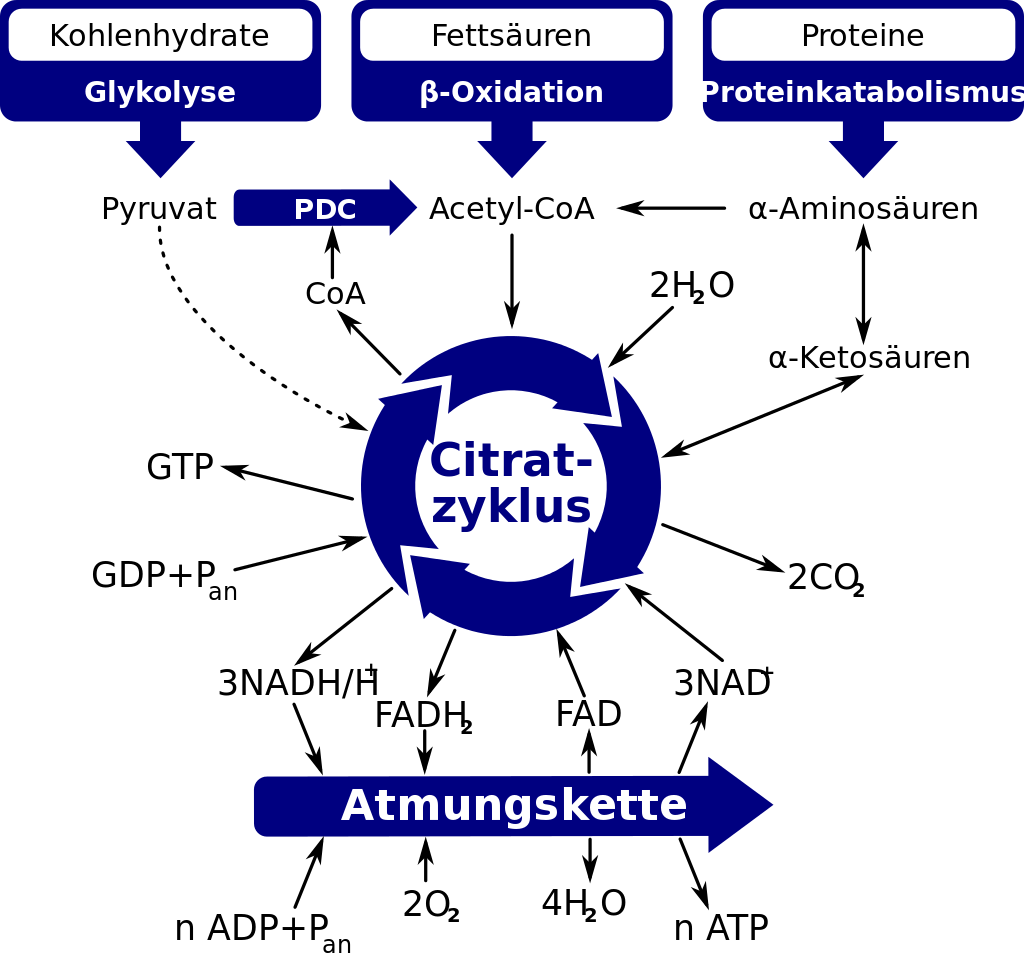 Kohlenhydrate
Fettsäuren
Proteine
Glykolyse
β-Oxidation
Proteinkatabolismus
Pyruvat
PDC
Acetyl-CoA
α-Aminosäuren
CoA
2H₂O
α-Ketosäuren
Citrat-
zyklus
GTP
GDP+Pₐₙ
2CO₂
3NADH/H⁺
FADH₂
FAD
3NAD⁺
Atmungskette
n ADP+Pₐₙ
2O₂
4H₂O
n ATP